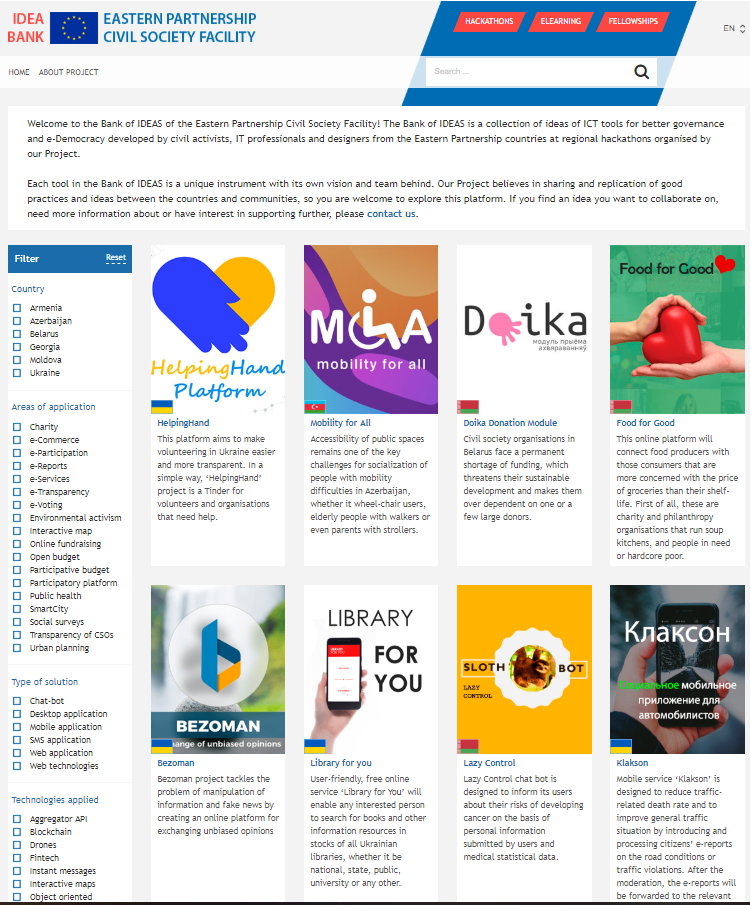 IDEA
BANK
EASTERN PARTNERSHIP
CIVIL SOCIETY FACILITY
HACKATHONS
ELEARNING
FELLOWSHIPS
EN
HOME
ABOUT PROJECT
Search ...
Welcome to the Bank of IDEAS of the Eastern Partnership Civil Society Facility! The Bank of IDEAS is a collection of ideas of ICT tools for better governance
and e-Democracy developed by civil activists, IT professionals and designers from the Eastern Partnership countries at regional hackathons organised by
our Project.
Each tool in the Bank of IDEAS is a unique instrument with its own vision and team behind. Our Project believes in sharing and replication of good
practices and ideas between the countries and communities, so you are welcome to explore this platform. If you find an idea you want to collaborate on,
need more information about or have interest in supporting further, please contact us.
Filter
Reset
Country
Armenia
Azerbaijan
Belarus
Georgia
Moldova
Ukraine
Areas of application
Charity
e-Commerce
e-Participation
e-Reports
e-Services
e-Transparency
e-Voting
Environmental activism
Interactive map
Online fundraising
Open budget
Participative budget
Participatory platform
Public health
SmartCity
Social surveys
Transparency of CSOs
Urban planning
Type of solution
Chat-bot
Desktop application
Mobile application
SMS application
Web application
Web technologies
Technologies applied
Aggregator API
Blockchain
Drones
Fintech
Instant messages
Interactive maps
Object oriented
HelpingHand
Platform
HelpingHand
This platform aims to make
volunteering in Ukraine easier
and more transparent. In a
simple way, ‘HelpingHand’
project is a Tinder for
volunteers and organisations
that need help.
M A
mobility for all
Mobility for All
Accessibility of public spaces
remains one of the key
challenges for socialization of
people with mobility
difficulties in Azerbaijan,
whether it wheel-chair users,
elderly people with walkers or
even parents with strollers.
Doika
модуль прыёма
ахвяраванняў
Doika Donation Module
Civil society organisations in
Belarus face a permanent
shortage of funding, which
threatens their sustainable
development and makes them
over dependent on one or a
few large donors.
Food for Good
Food for Good
This online platform will
connect food producers with
those consumers that are
more concerned with the price
of groceries than their shelf-
life. First of all, these are
charity and philanthropy
organisations that run soup
kitchens, and people in need
or hardcore poor.
BEZOMAN
hange of unbiased opinions
Bezoman
Bezoman project tackles the
problem of manipulation of
information and fake news by
creating an online platform for
exchanging unbiased opinions
LIBRARY
FOR
YOU
Library for you
User-friendly, free online
service ‘Library for You’ will
enable any interested person
to search for books and other
information resources in
stocks of all Ukrainian
libraries, whether it be
national, state, public,
university or any other.
SLOTH BOT
LAZY
CONTROL
Lazy Control
Lazy Control chat bot is
designed to inform its users
about their risks of developing
cancer on the basis of
personal information
submitted by users and
medical statistical data.
Клаксон
мобильное
приложение для
автомобилистов
Klakson
Mobile service ‘Klakson’ is
designed to reduce traffic-
related death rate and to
improve general traffic
situation by introducing and
processing citizens’ e-reports
on the road conditions or
traffic violations. After the
moderation, the e-reports will
be forwarded to the relevant